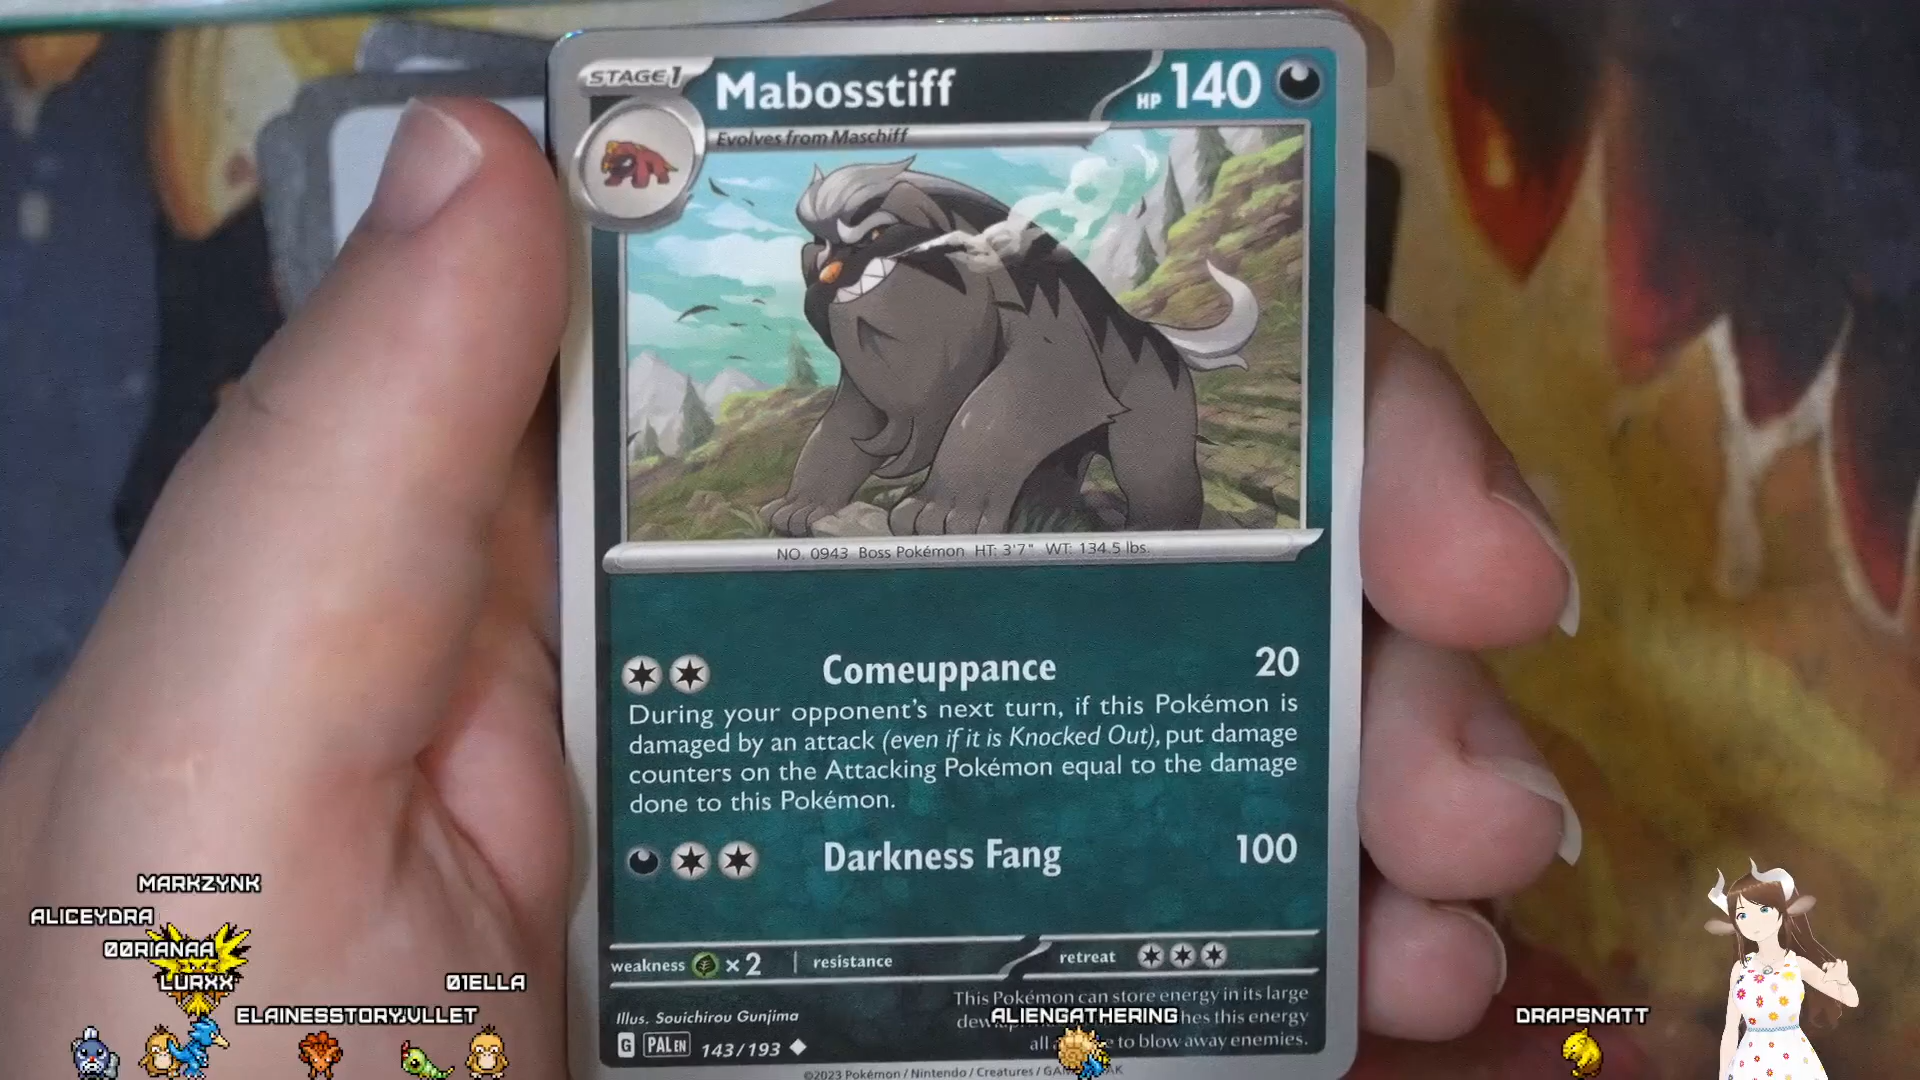 STAGE 1 Mabosstiff HP 140
Evolves from Maschiff
NO. 0943 Boss Pokémon HT: 3'7" WT: 134.5 lbs.
Comeuppance 20
During your opponent's next turn, if this Pokémon is
damaged by an attack (even if it is Knocked Out), put damage
counters on the Attacking Pokémon equal to the damage
done to this Pokémon.
Darkness Fang 100
weakness ×2 resistance retreat
This Pokémon can store energy in its large
this energy
all to blow away enemies.
Illus. Souichirou Gunjima
G PAL EN 143/193
©2023 Pokémon / Nintendo / Creatures /
MARKZYNK
ALICEYDRA
00RIANAA
LURXX
01ELLA
ELAINESSTORY
ALIENGATHERING
DRAPSNATT